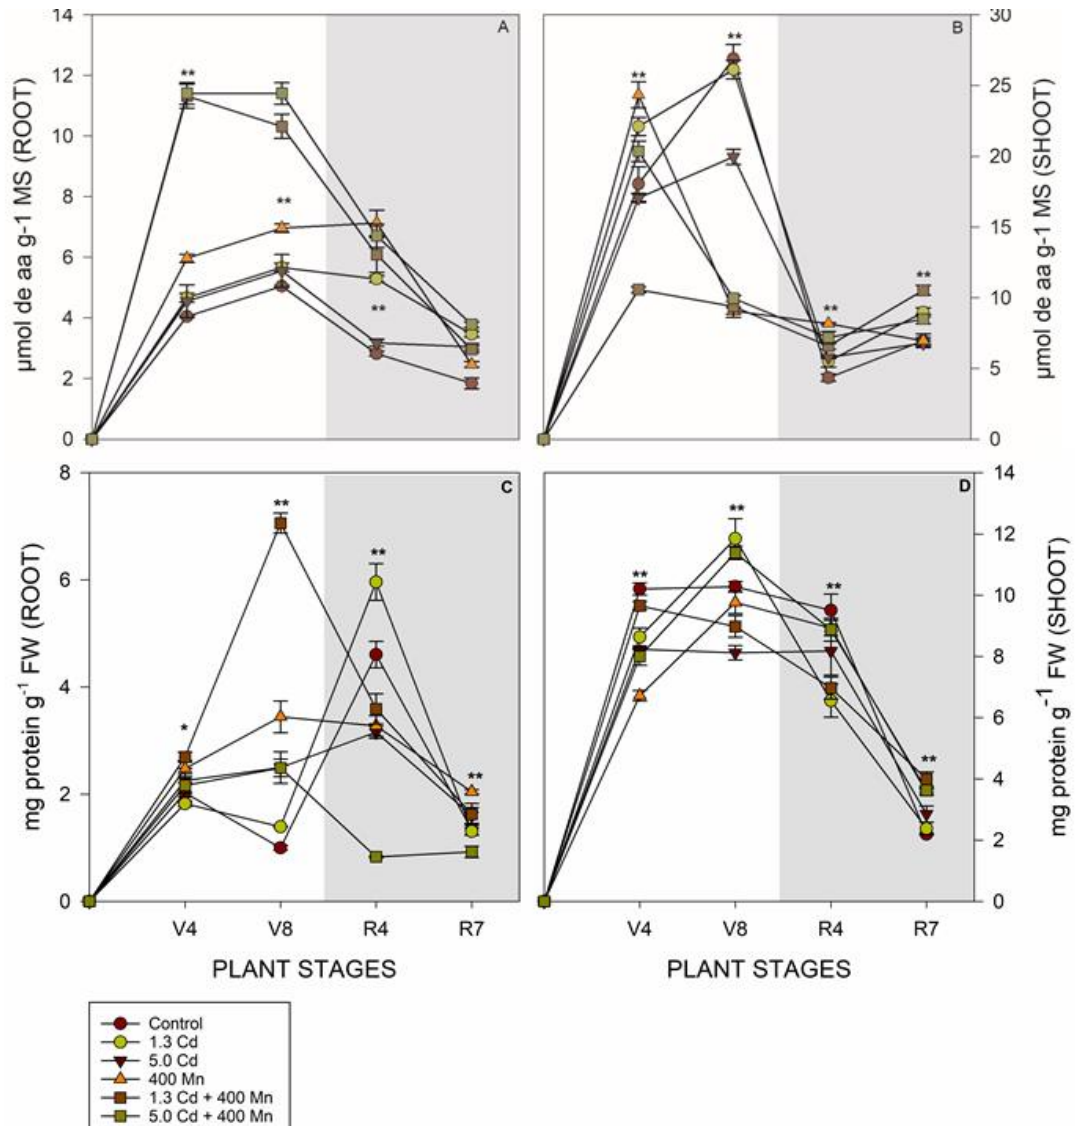 14
12
10
8
6
4
2
0
µmol de aa g-1 MS (ROOT)
A
**
**
**
30
25
20
15
10
5
0
µmol de aa g-1 MS (SHOOT)
B
**
**
**
**
8
6
4
2
0
mg protein g-1 FW (ROOT)
C
*
**
**
**
V4 V8 R4 R7
PLANT STAGES
14
12
10
8
6
4
2
0
mg protein g-1 FW (SHOOT)
D
**
**
**
**
V4 V8 R4 R7
PLANT STAGES
Control
1.3 Cd
5.0 Cd
400 Mn
1.3 Cd + 400 Mn
5.0 Cd + 400 Mn